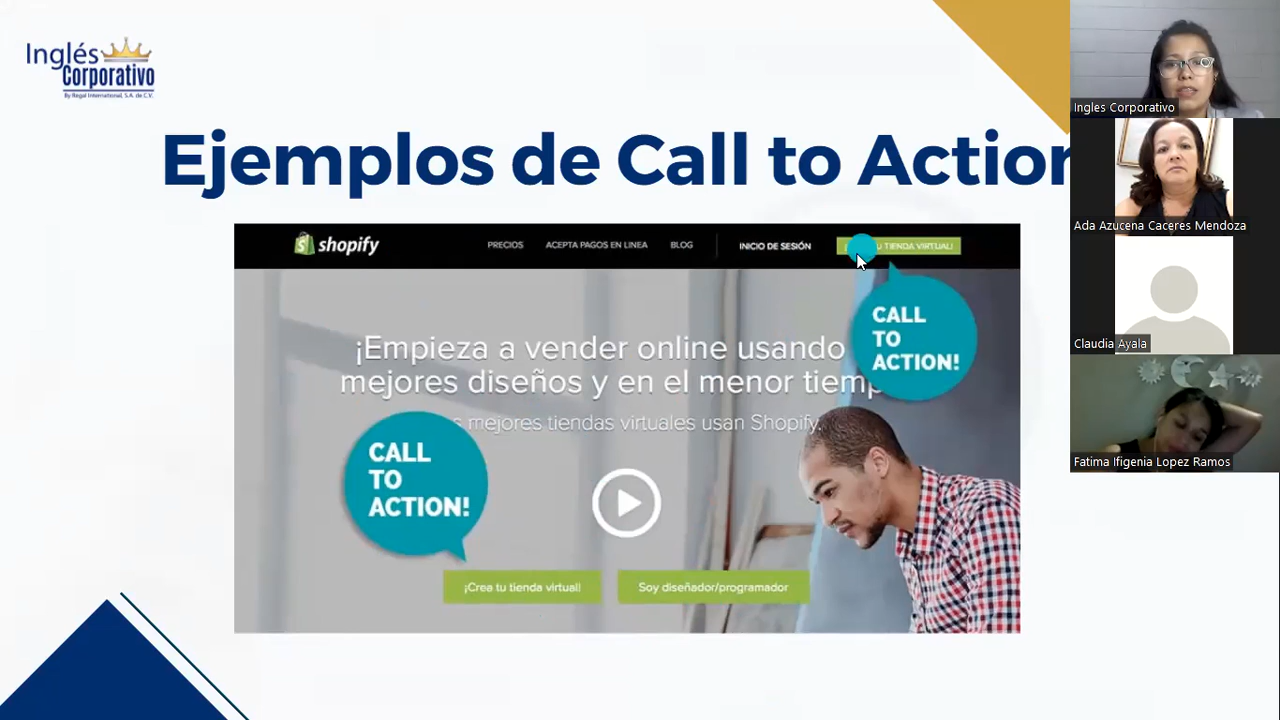 Inglés
Corporativo
By Regal International, S.A. de C.V.
Ejemplos de Call to Action
shopify
PRECIOS
ACEPTA PAGOS EN LINEA
BLOG
INICIO DE SESIÓN
TIENDA VIRTUAL!
CALL
TO
ACTION!
¡Empieza a vender online usando
mejores diseños y en el menor tiemp
mejores tiendas virtuales usan Shopify.
CALL
TO
ACTION!
¡Crea tu tienda virtual!
Soy diseñador/programador
Ingles Corporativo
Ada Azucena Caceres Mendoza
Claudia Ayala
Fatima Ifigenia Lopez Ramos